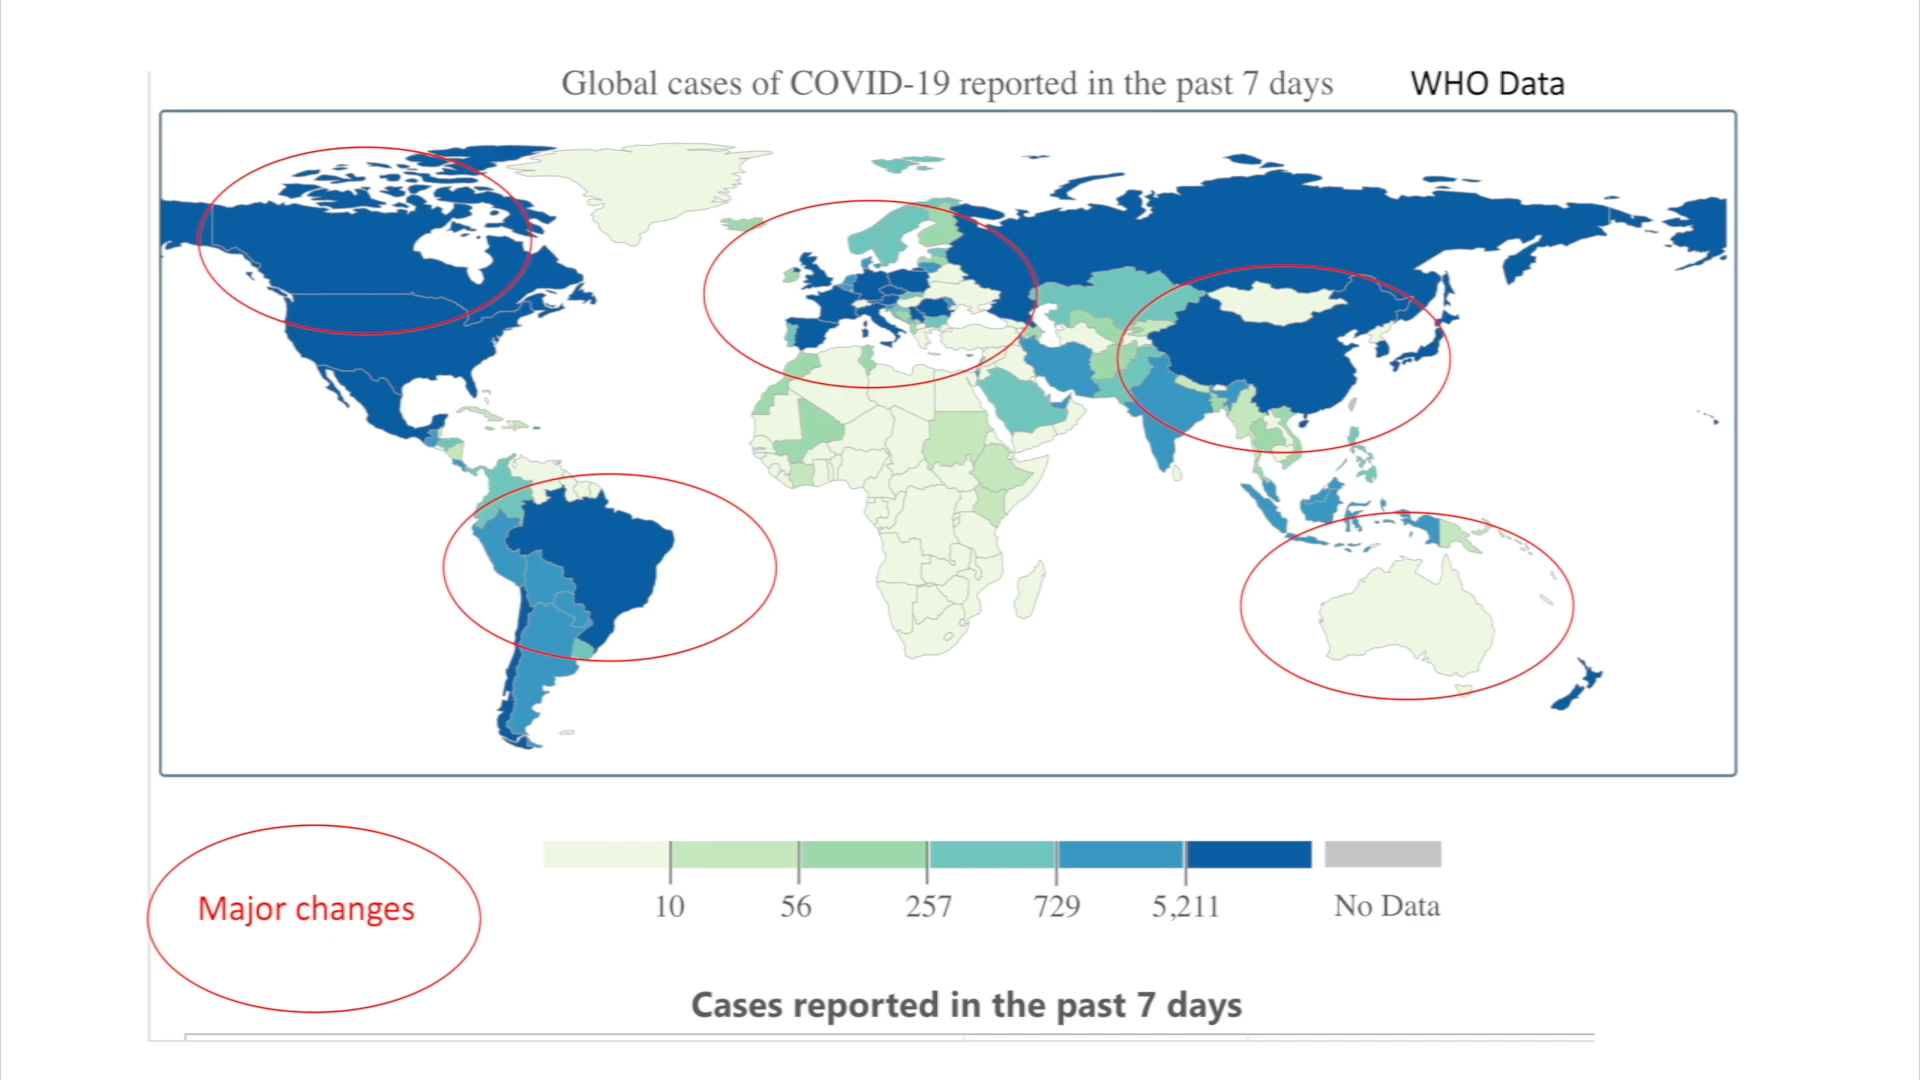 Global cases of COVID-19 reported in the past 7 days WHO Data
10 56 257 729 5,211 No Data
Major changes
Cases reported in the past 7 days